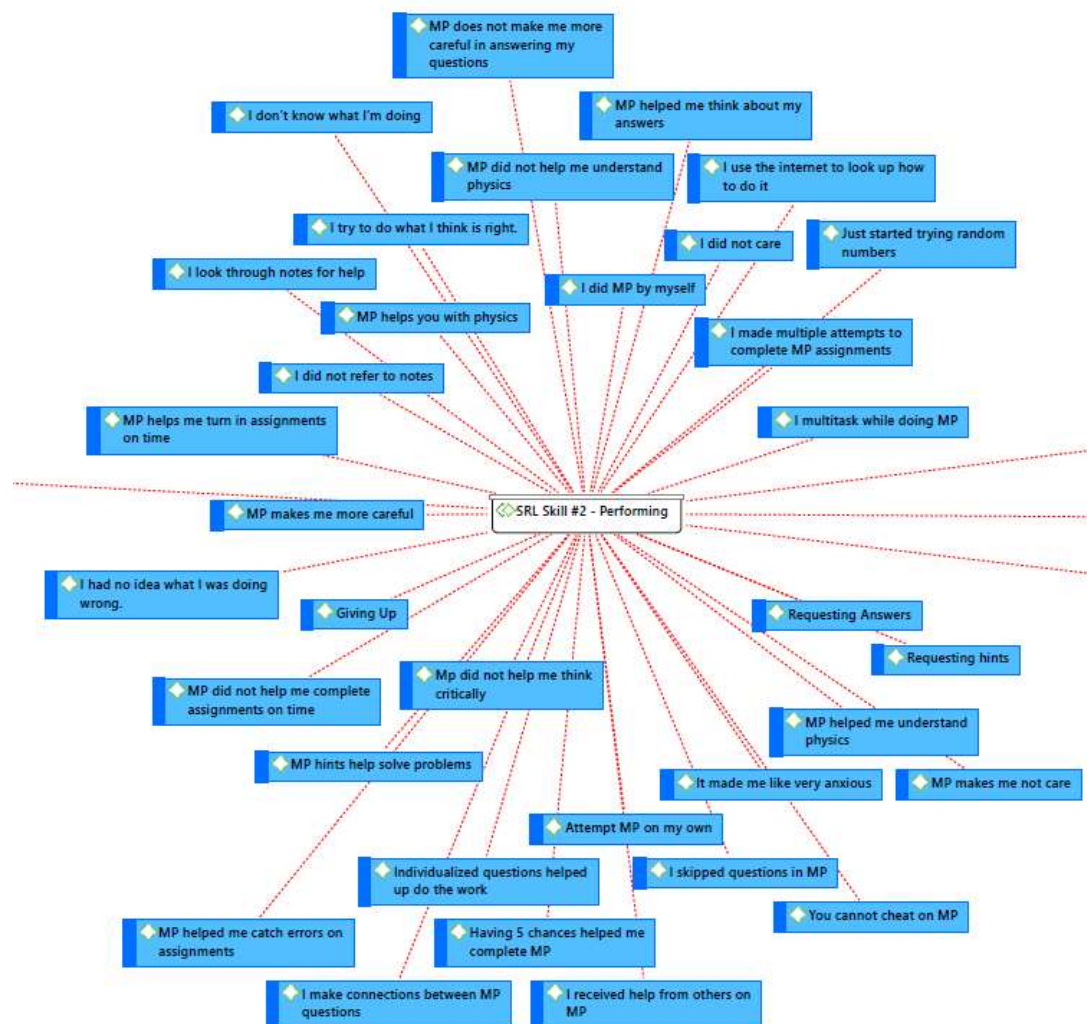 MP does not make me more
careful in answering my
questions
I don't know what I'm doing
MP helped me think about my
answers
MP did not help me understand
physics
I use the internet to look up how
to do it
I try to do what I think is right.
I did not care
Just started trying random
numbers
I look through notes for help
I did MP by myself
MP helps you with physics
I made multiple attempts to
complete MP assignments
I did not refer to notes
MP helps me turn in assignments
on time
I multitask while doing MP
MP makes me more careful
SRL Skill #2 - Performing
I had no idea what I was doing
wrong.
Giving Up
Requesting Answers
Requesting hints
MP did not help me complete
assignments on time
Mp did not help me think
critically
MP helped me understand
physics
MP hints help solve problems
It made me like very anxious
MP makes me not care
Attempt MP on my own
Individualized questions helped
up do the work
I skipped questions in MP
You cannot cheat on MP
MP helped me catch errors on
assignments
Having 5 chances helped me
complete MP
I make connections between MP
questions
I received help from others on
MP